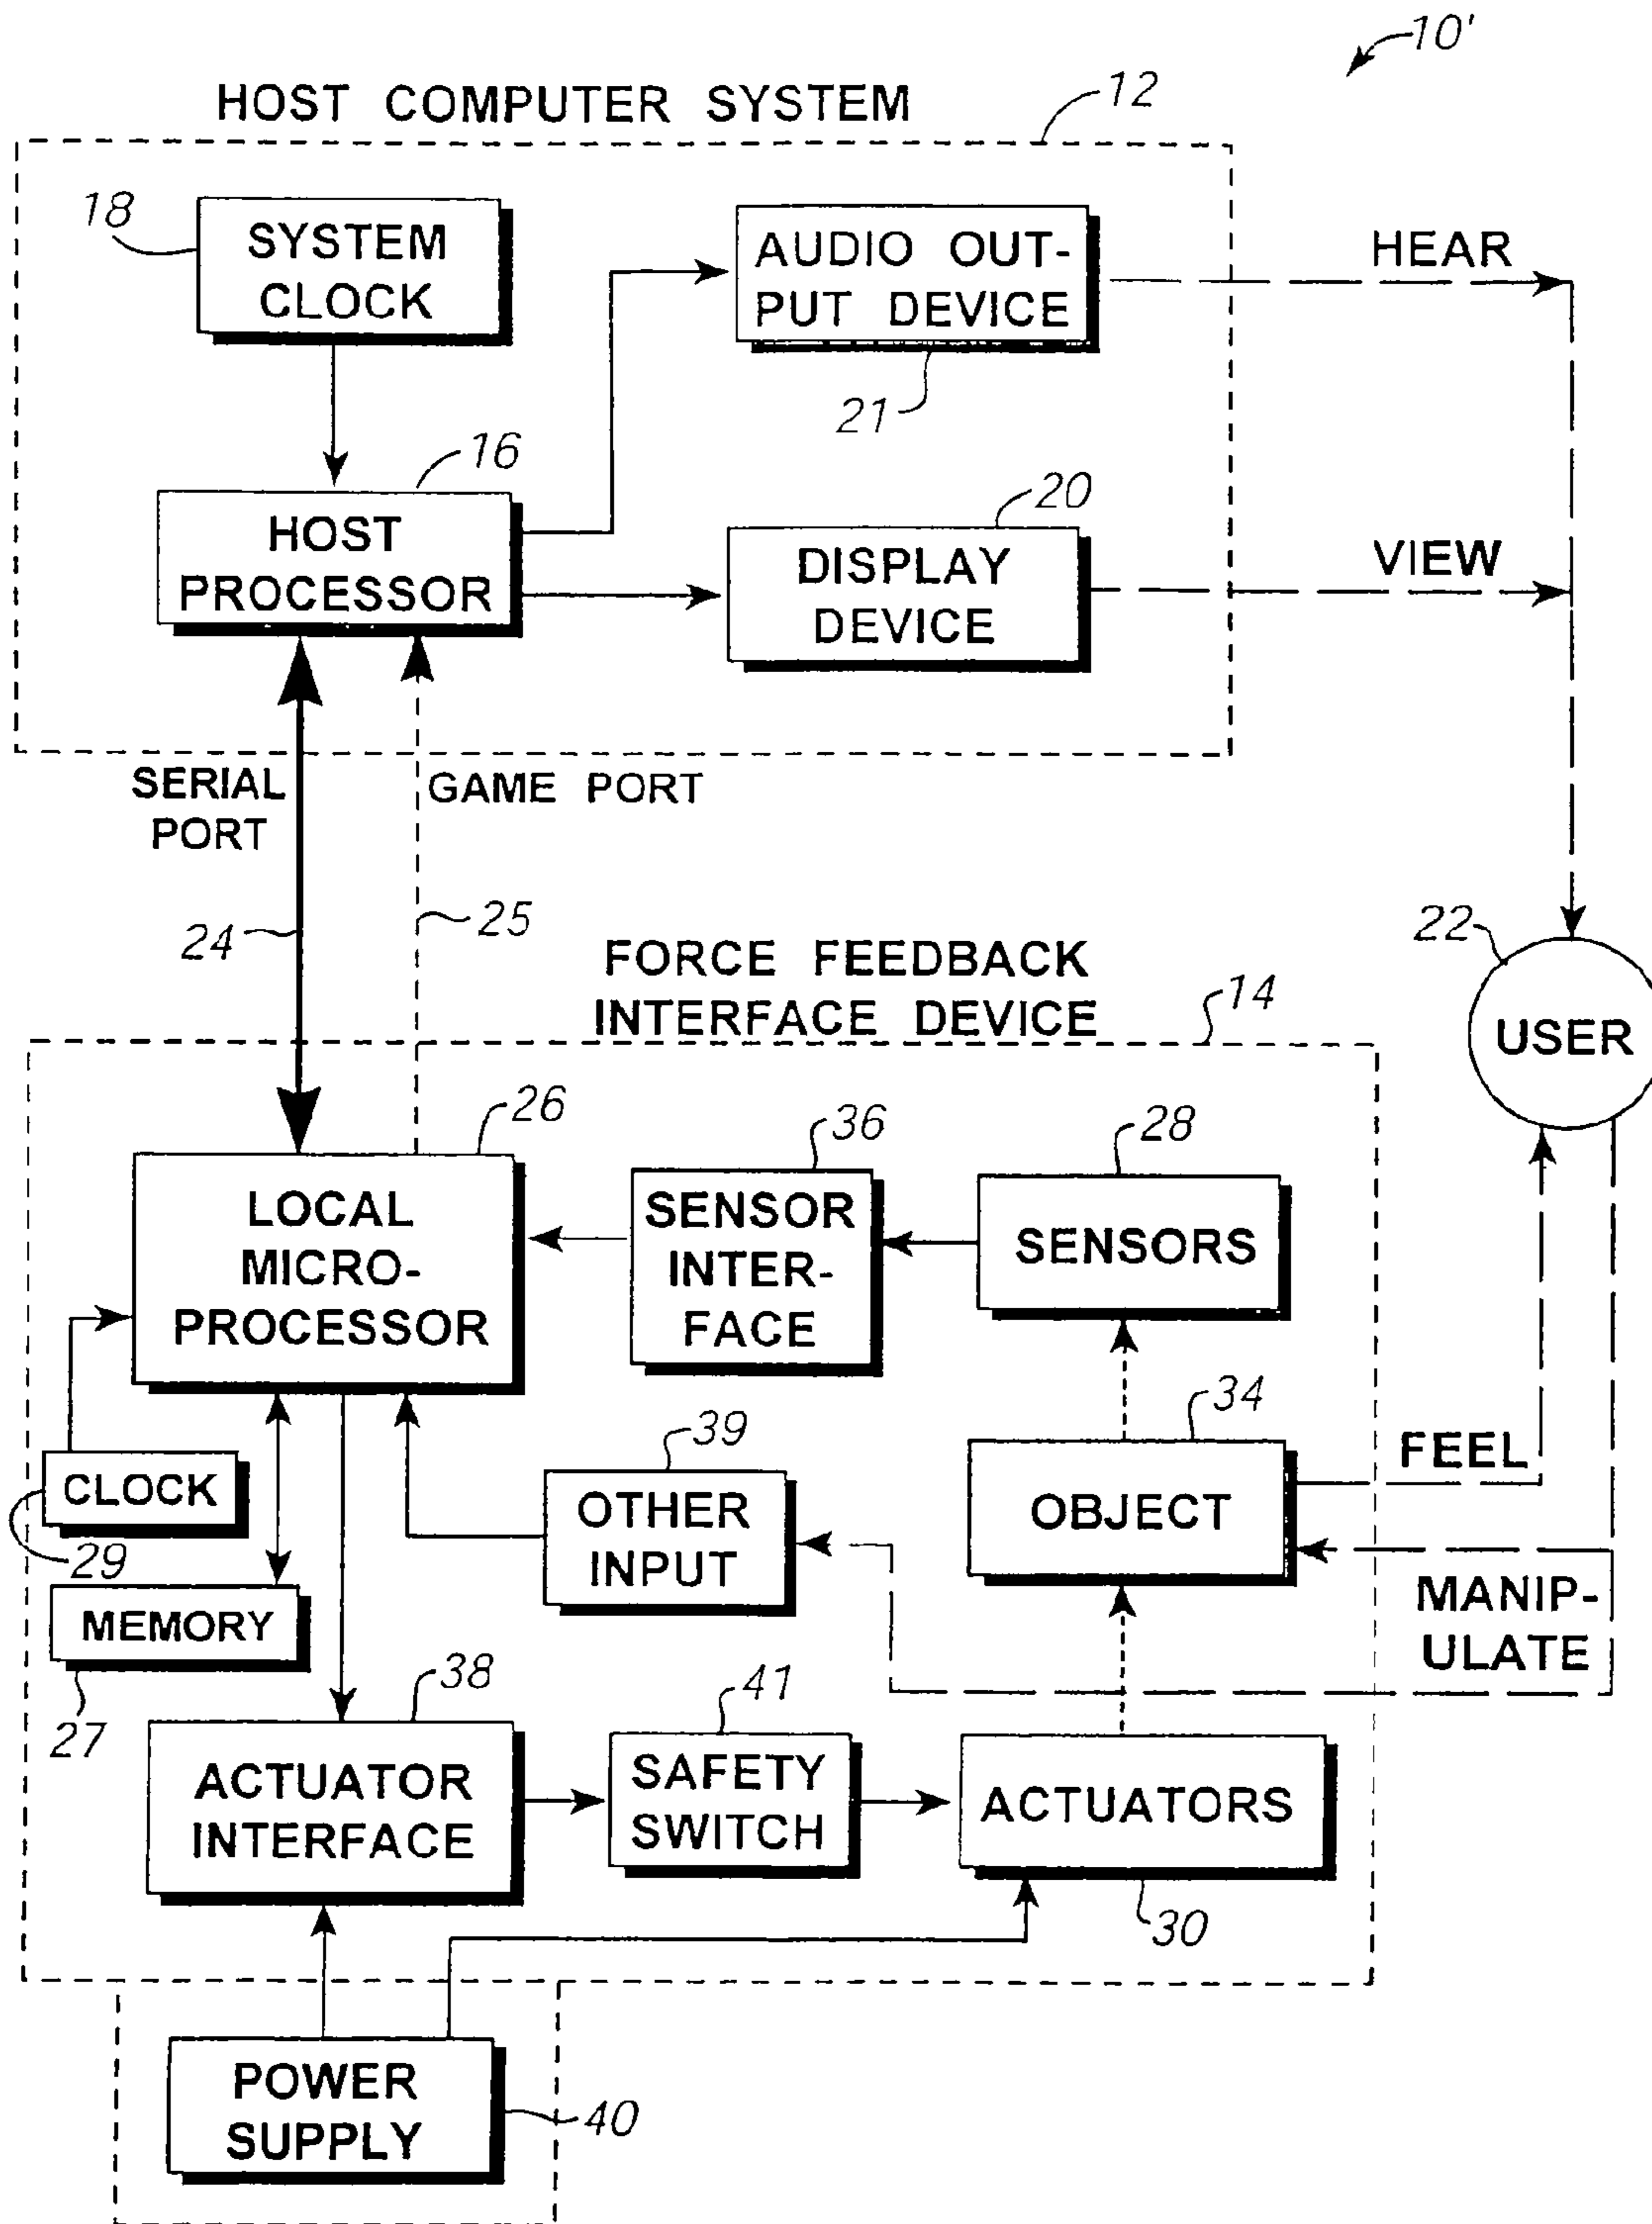 10'
HOST COMPUTER SYSTEM
12
18
SYSTEM
CLOCK
AUDIO OUT-
PUT DEVICE
21
HEAR
16
HOST
PROCESSOR
20
DISPLAY
DEVICE
VIEW
SERIAL
PORT
GAME PORT
24
25
22
USER
FORCE FEEDBACK
INTERFACE DEVICE
14
26
LOCAL
MICRO-
PROCESSOR
36
SENSOR
INTER-
FACE
28
SENSORS
CLOCK
29
39
OTHER
INPUT
34
OBJECT
FEEL
MANIP-
ULATE
MEMORY
27
38
ACTUATOR
INTERFACE
41
SAFETY
SWITCH
ACTUATORS
30
POWER
SUPPLY
40